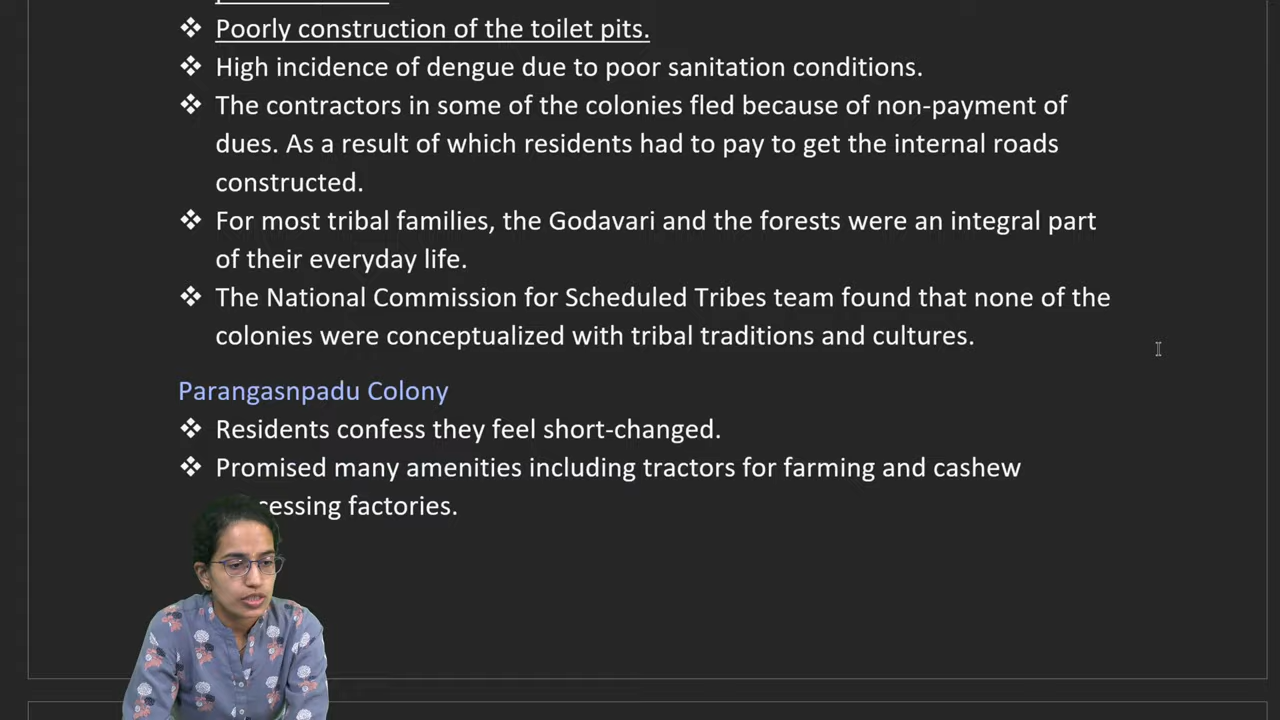 Poorly construction of the toilet pits.
High incidence of dengue due to poor sanitation conditions.
The contractors in some of the colonies fled because of non-payment of
dues. As a result of which residents had to pay to get the internal roads
constructed.
For most tribal families, the Godavari and the forests were an integral part
of their everyday life.
The National Commission for Scheduled Tribes team found that none of the
colonies were conceptualized with tribal traditions and cultures.
Parangasnpadu Colony
Residents confess they feel short-changed.
Promised many amenities including tractors for farming and cashew
factories.